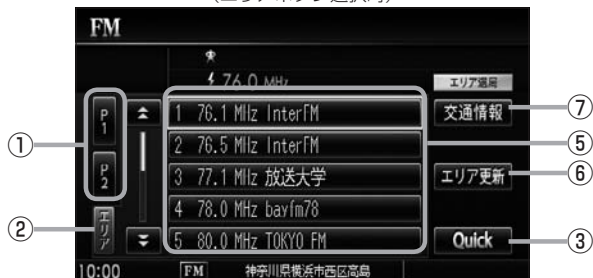 (エリアボタン選択時)
FM
76.0 MHz
エリア選局
P1
1 76.1 MHz InterFM
交通情報
⑦
①
2 76.5 MHz InterFM
⑤
P2
3 77.1 MHz 放送大学
エリア更新
⑥
②
エリア
4 78.0 MHz bayfm78
5 80.0 MHz TOKYO FM
Quick
③
10:00
FM
神奈川県横浜市西区高島